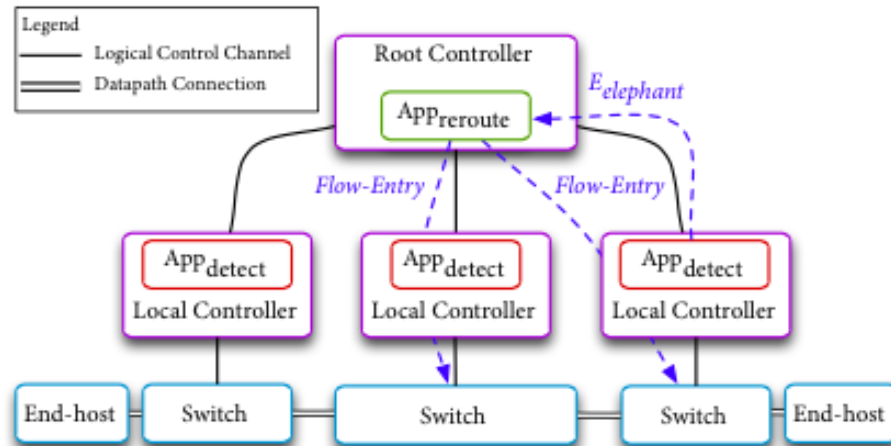 Legend
Logical Control Channel
Datapath Connection
Root Controller
App_reroute
E_elephant
Flow-Entry
Flow-Entry
App_detect
Local Controller
App_detect
Local Controller
App_detect
Local Controller
End-host
Switch
Switch
Switch
End-host